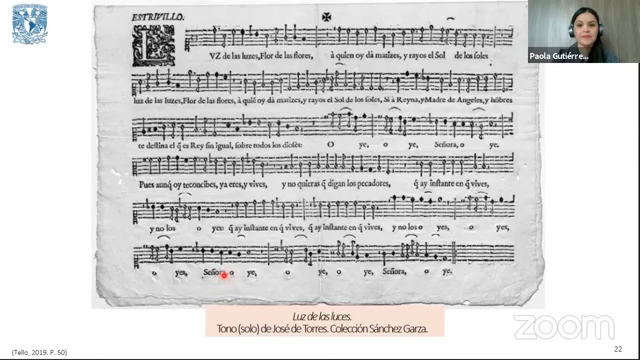 ESTRIVILLO.
Paola Gutiérre...
VZ de las luzes, Flor de las flores, à quien oy dà matizes, y rayos el Sol de los soles
luz de las luzes, Flor de las flores, à quiē oy dà matizes, y rayos el Sol de los soles, Si à Reyna, y Madre de Angeles, y hōbres
te destina el q̄ es Rey sin igual, sobre todos los dioses: O ye, o ye, Señora, o ye.
Pues aunq̄ oy te concibes, ya eres, y vives, y no quieras q̄ digan los pecadores, q̄ ay instante en q̄ vives,
y no los o yes: q̄ ay instante en q̄ vives, q̄ ay instante en q̄ vives, y no los o yes, o yes,
o yes, Señora o ye, o ye, o ye, Señora, o ye.
Luz de las luces.
Tono (solo) de José de Torres. Colección Sánchez Garza.
zoom
(Tello, 2019. P. 50)
22